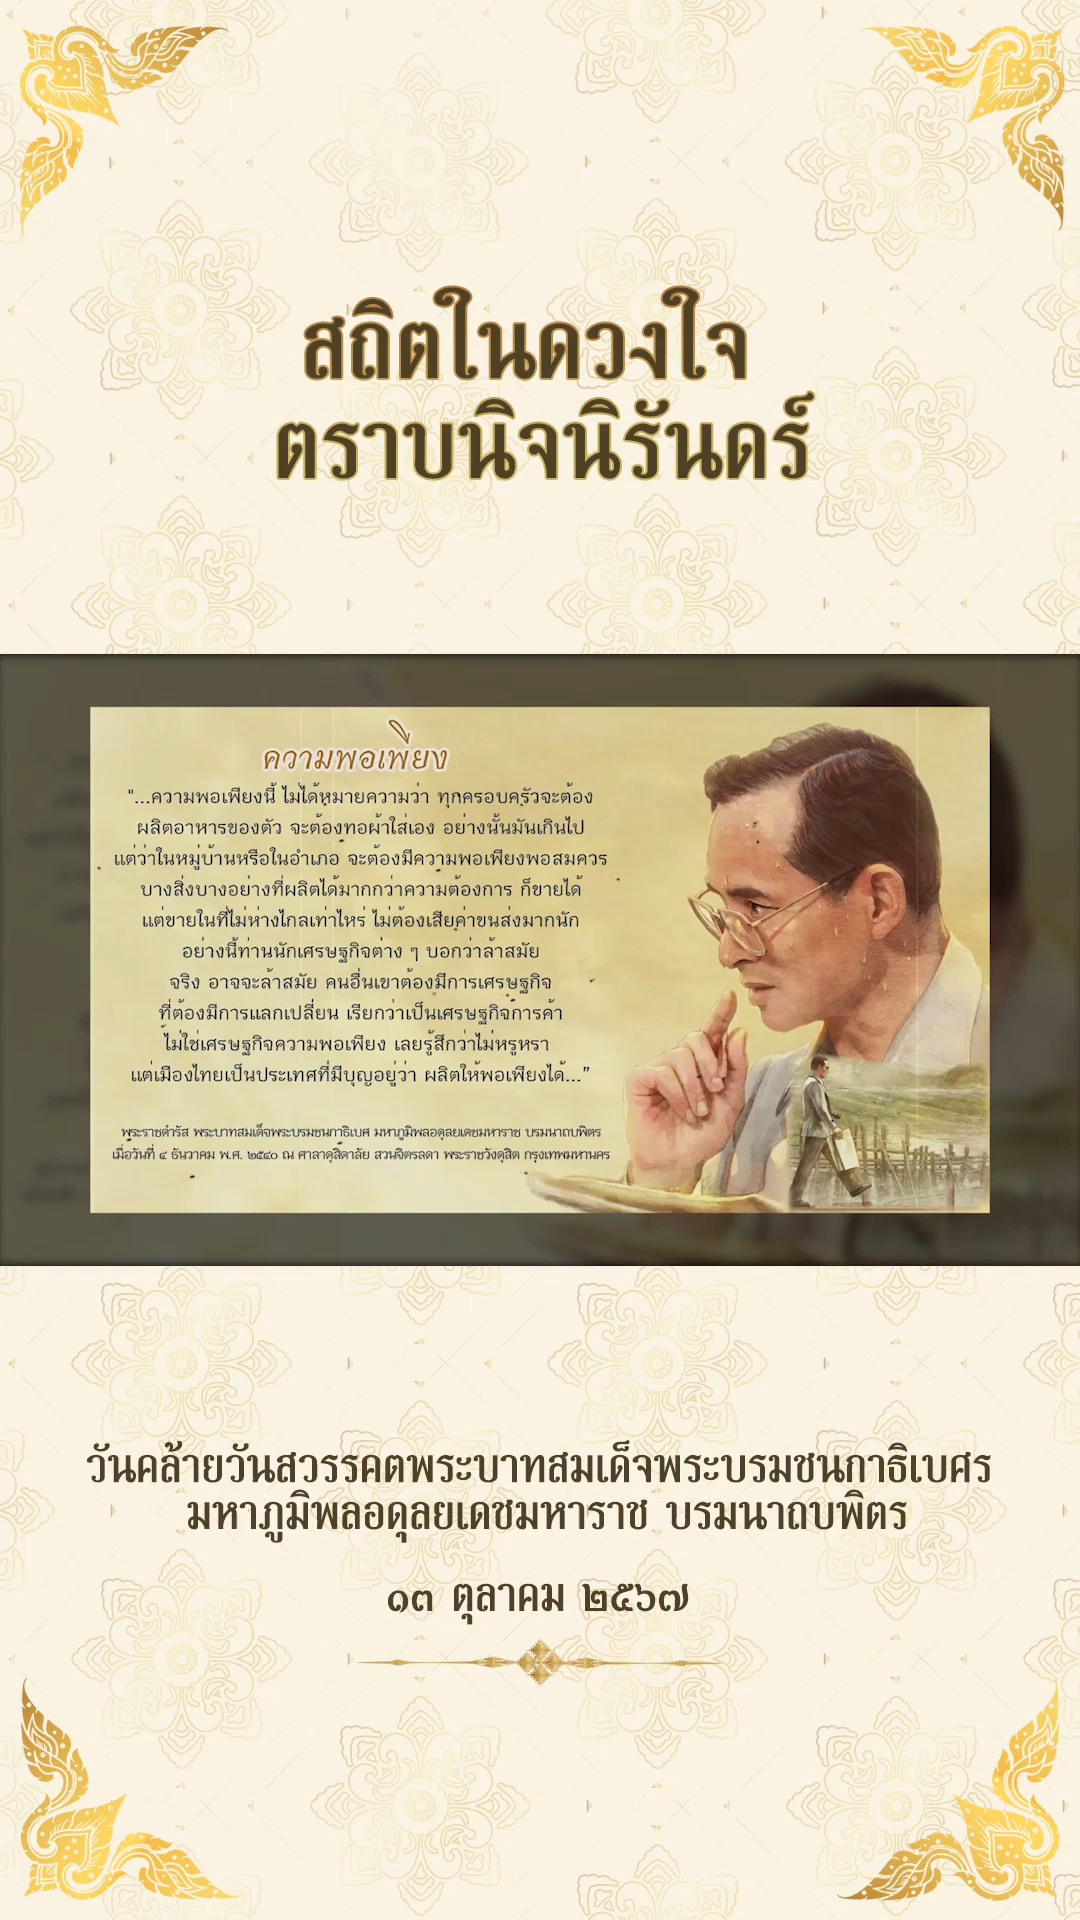 สถิตในดวงใจ
ตราบนิจนิรันดร์
ความพอเพียง
"...ความพอเพียงนี้ ไม่ได้หมายความว่า ทุกครอบครัวจะต้อง
ผลิตอาหารของตัว จะต้องทอผ้าใส่เอง อย่างนั้นมันเกินไป
แต่ว่าในหมู่บ้านหรือในอำเภอ จะต้องมีความพอเพียงพอสมควร
บางสิ่งบางอย่างที่ผลิตได้มากกว่าความต้องการ ก็ขายได้
แต่ขายในที่ไม่ห่างไกลเท่าไหร่ ไม่ต้องเสียค่าขนส่งมากนัก
อย่างนี้ท่านนักเศรษฐกิจต่าง ๆ บอกว่าล้าสมัย
จริง อาจจะล้าสมัย คนอื่นเขาต้องมีการเศรษฐกิจ
ที่ต้องมีการแลกเปลี่ยน เรียกว่าเป็นเศรษฐกิจการค้า
ไม่ใช่เศรษฐกิจความพอเพียง เลยรู้สึกว่าไม่หรูหรา
แต่เมืองไทยเป็นประเทศที่มีบุญอยู่ว่า ผลิตให้พอเพียงได้..."
พระราชดำรัส พระบาทสมเด็จพระบรมชนกาธิเบศ มหาภูมิพลอดุลยเดชมหาราช บรมนาถบพิตร
เมื่อวันที่ ๔ ธันวาคม พ.ศ. ๒๕๔๐ ณ ศาลาดุสิดาลัย สวนจิตรลดา พระราชวังดุสิต กรุงเทพมหานคร
วันคล้ายวันสวรรคตพระบาทสมเด็จพระบรมชนกาธิเบศร
มหาภูมิพลอดุลยเดชมหาราช บรมนาถบพิตร
๑๓ ตุลาคม ๒๕๖๗